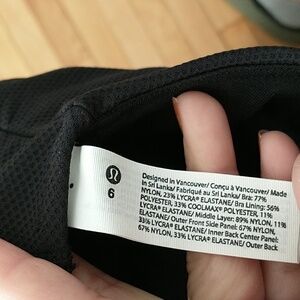 6
Designed in Vancouver/ Conçu à Vancouver/ Made
in Sri Lanka/ Fabriqué au Sri Lanka/ Bra: 77%
NYLON, 23% LYCRA® ELASTANE/ Bra Lining: 56%
POLYESTER, 33% COOLMAX® POLYESTER, 11%
LYCRA® ELASTANE/ Middle Layer: 89% NYLON, 11%
ELASTANE/ Outer Front Side Panel: 67% NYLON,
33% LYCRA® ELASTANE/ Inner Back Center Panel:
67% NYLON, 33% LYCRA® ELASTANE/ Outer Back